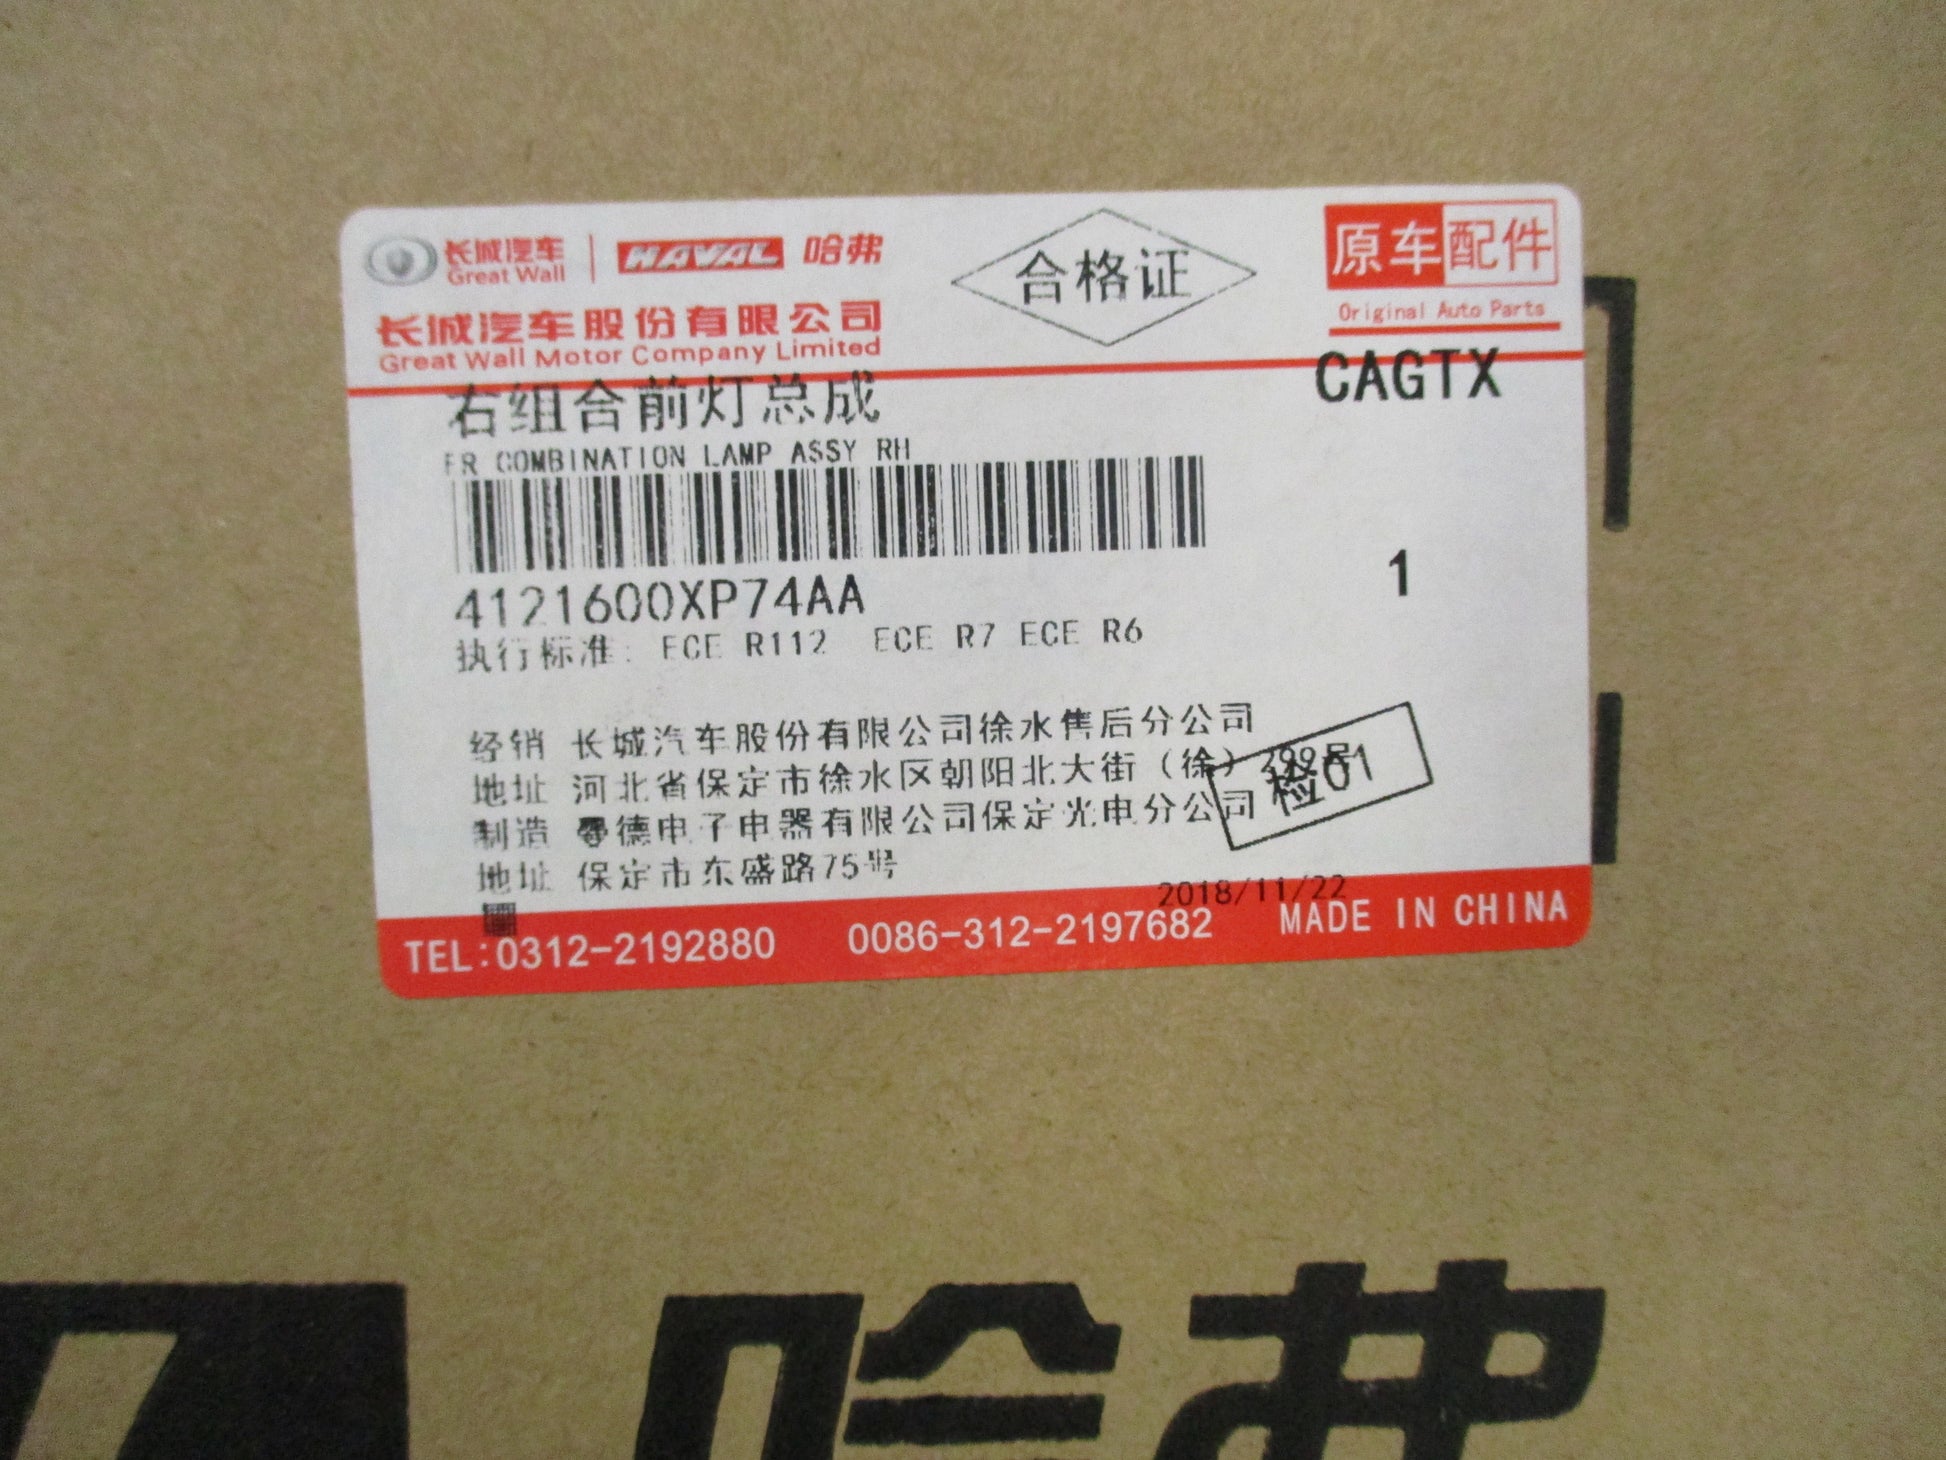 长城汽车 HAVAL 哈弗
Great Wall
合格证
原车配件
Original Auto Parts
长城汽车股份有限公司
Great Wall Motor Company Limited
CAGTX
右组合前灯总成
FR COMBINATION LAMP ASSY RH
4121600XP74AA
1
执行标准: ECE R112 ECE R7 ECE R6
经销 长城汽车股份有限公司徐水售后分公司
地址 河北省保定市徐水区朝阳北大街（徐）299号
检01
制造 曼德电子电器有限公司保定光电分公司
地址 保定市东盛路75号
2018/11/22
TEL:0312-2192880 0086-312-2197682 MADE IN CHINA
哈弗